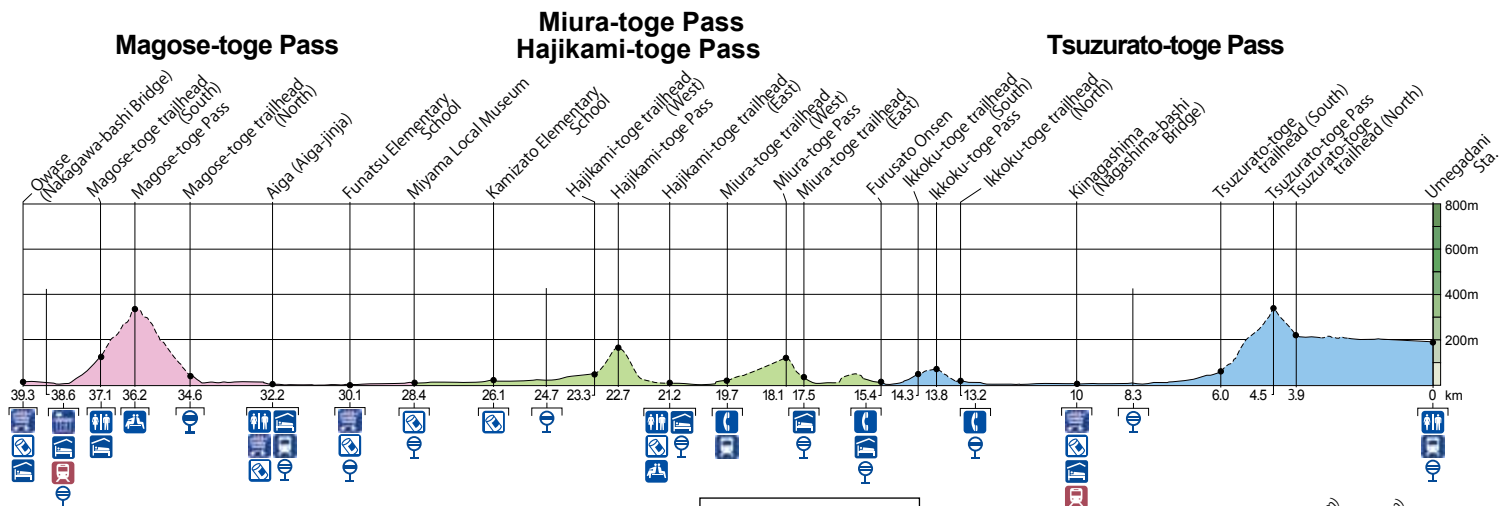 Magose-toge Pass
Miura-toge Pass
Hajikami-toge Pass
Tsuzurato-toge Pass
Owase
(Nakagawa-bashi Bridge)
Magose-toge trailhead
(South)
Magose-toge Pass
Magose-toge trailhead
(North)
Aiga (Aiga-jinja)
Funatsu Elementary
School
Miyama Local Museum
Kamizato Elementary
School
Hajikami-toge trailhead
(West)
Hajikami-toge Pass
Hajikami-toge trailhead
(East)
Miura-toge trailhead
(West)
Miura-toge Pass
Miura-toge trailhead
(East)
Furusato Onsen
Ikkoku-toge trailhead
(South)
Ikkoku-toge Pass
Ikkoku-toge trailhead
(North)
Kiinagashima
(Nagashima-bashi
Bridge)
Tsuzurato-toge
trailhead (South)
Tsuzurato-toge Pass
Tsuzurato-toge
trailhead (North)
Umegadani
Sta.
800m
600m
400m
200m
39.3 38.6 37.1 36.2 34.6 32.2 30.1 28.4 26.1 24.7 23.3 22.7 21.2 19.7 18.1 17.5 15.4 14.3 13.8 13.2 10 8.3 6.0 4.5 3.9 0 km